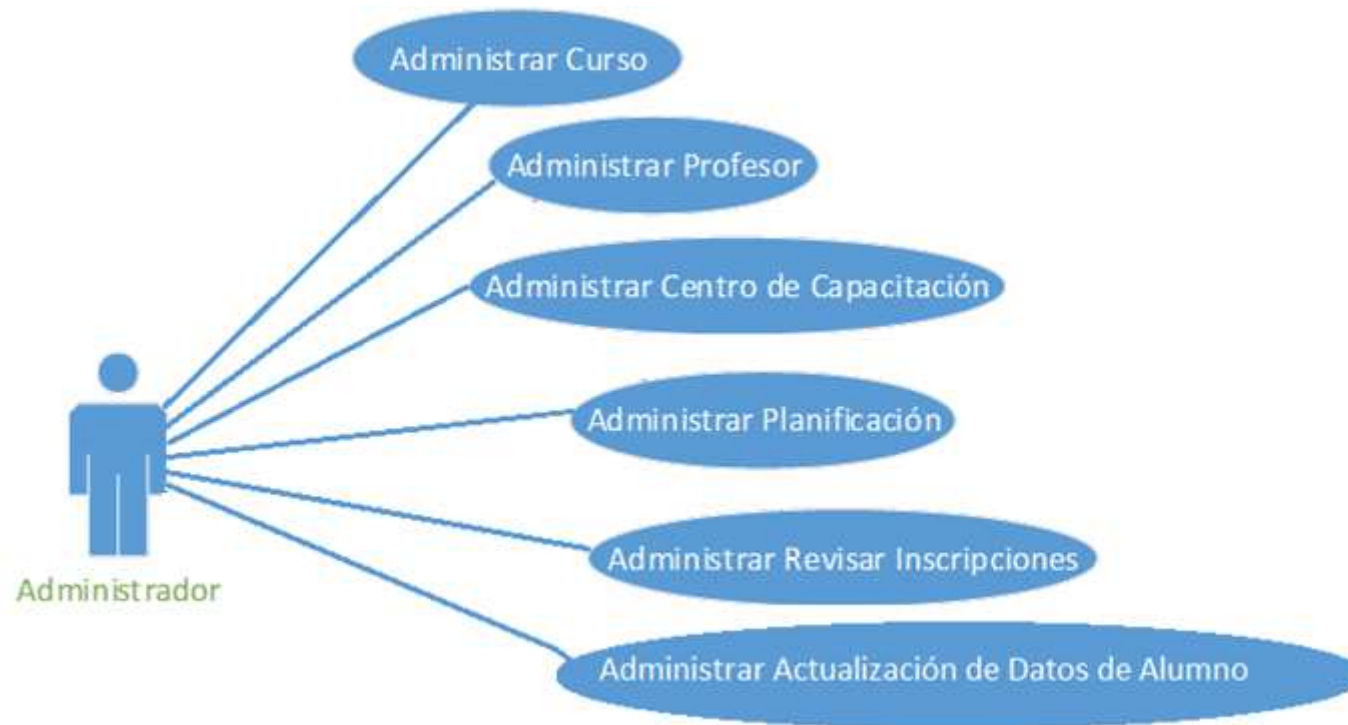 Administrar Curso
Administrar Profesor
Administrar Centro de Capacitación
Administrar Planificación
Administrar Revisar Inscripciones
Administrador
Administrar Actualización de Datos de Alumno